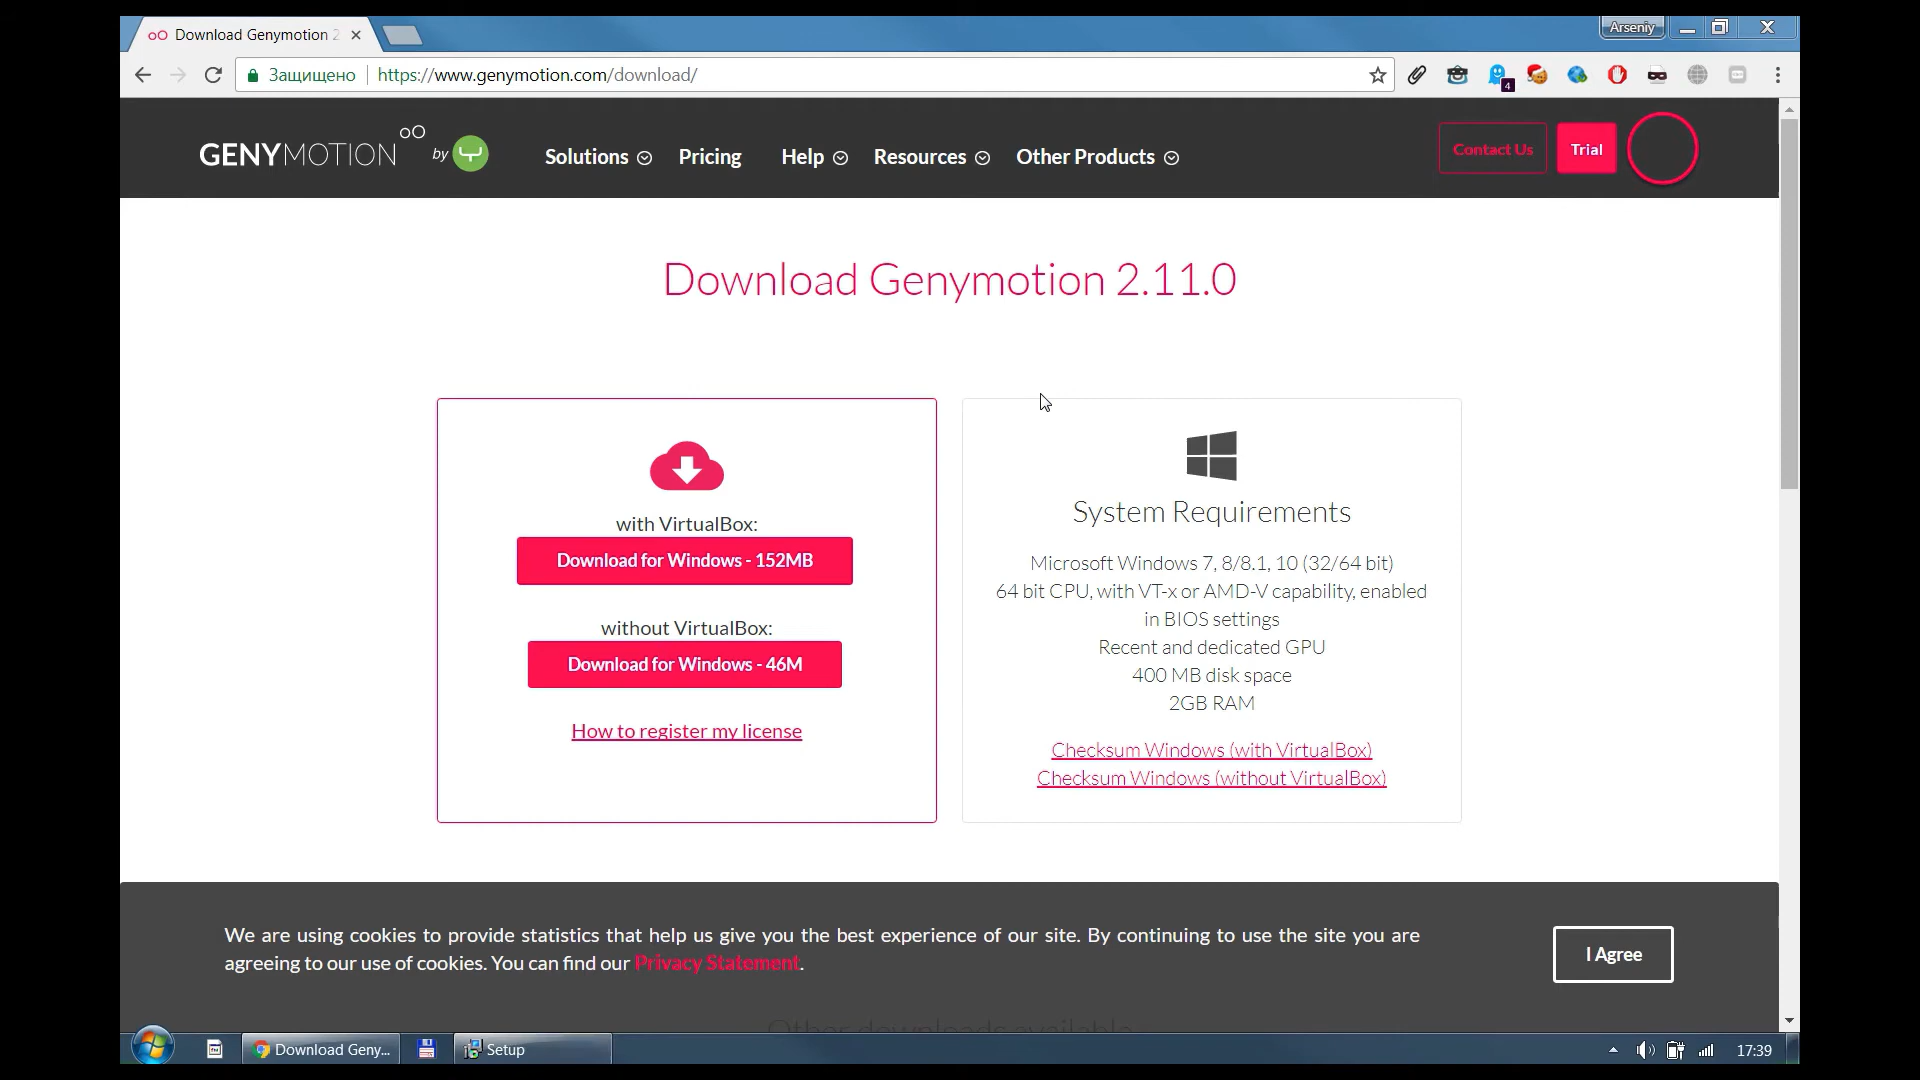 Download Genymotion 2
Arseniy
Защищено
https://www.genymotion.com/download/
4
GENYMOTION
by
Solutions
Pricing
Help
Resources
Other Products
Contact Us
Trial
Download Genymotion 2.11.0
with VirtualBox:
Download for Windows - 152MB
without VirtualBox:
Download for Windows - 46M
How to register my license
System Requirements
Microsoft Windows 7, 8/8.1, 10 (32/64 bit)
64 bit CPU, with VT-x or AMD-V capability, enabled
in BIOS settings
Recent and dedicated GPU
400 MB disk space
2GB RAM
Checksum Windows (with VirtualBox)
Checksum Windows (without VirtualBox)
We are using cookies to provide statistics that help us give you the best experience of our site. By continuing to use the site you are
agreeing to our use of cookies. You can find our Privacy Statement.
I Agree
Other downloads available
Download Geny...
Setup
17:39